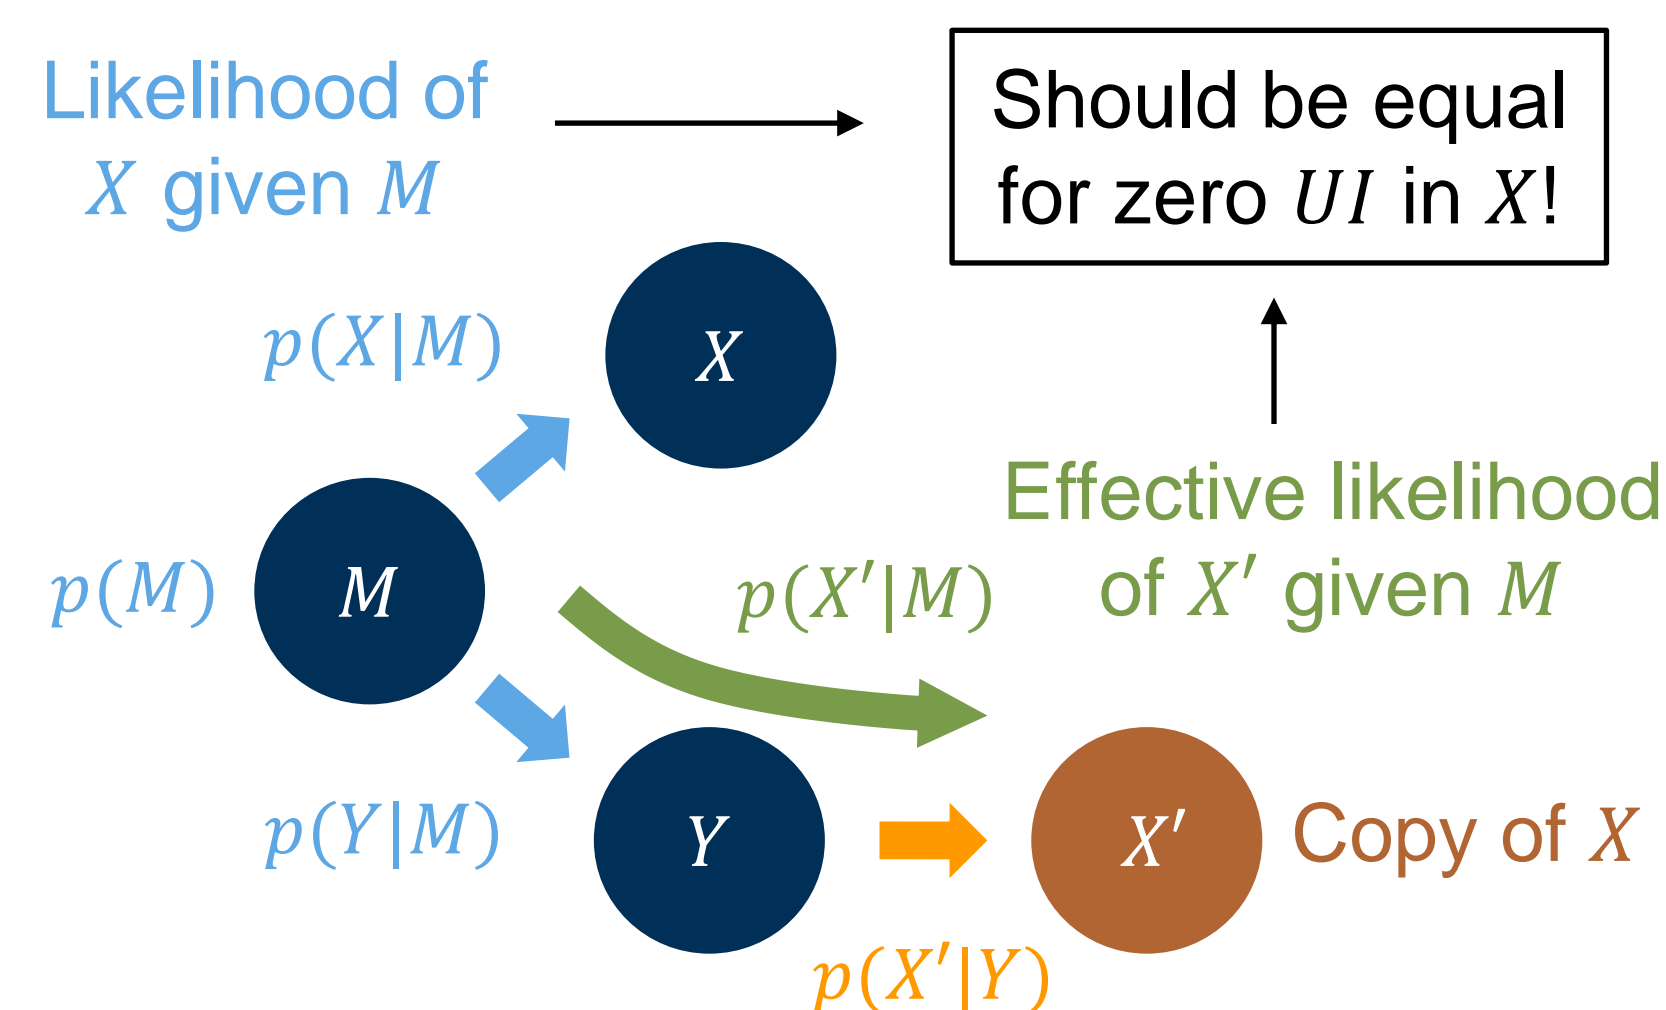 Likelihood of
X given M
Should be equal
for zero UI in X!
p(X|M)
X
Effective likelihood
of X′ given M
p(M)
M
p(X′|M)
p(Y|M)
Y
X′
Copy of X
p(X′|Y)